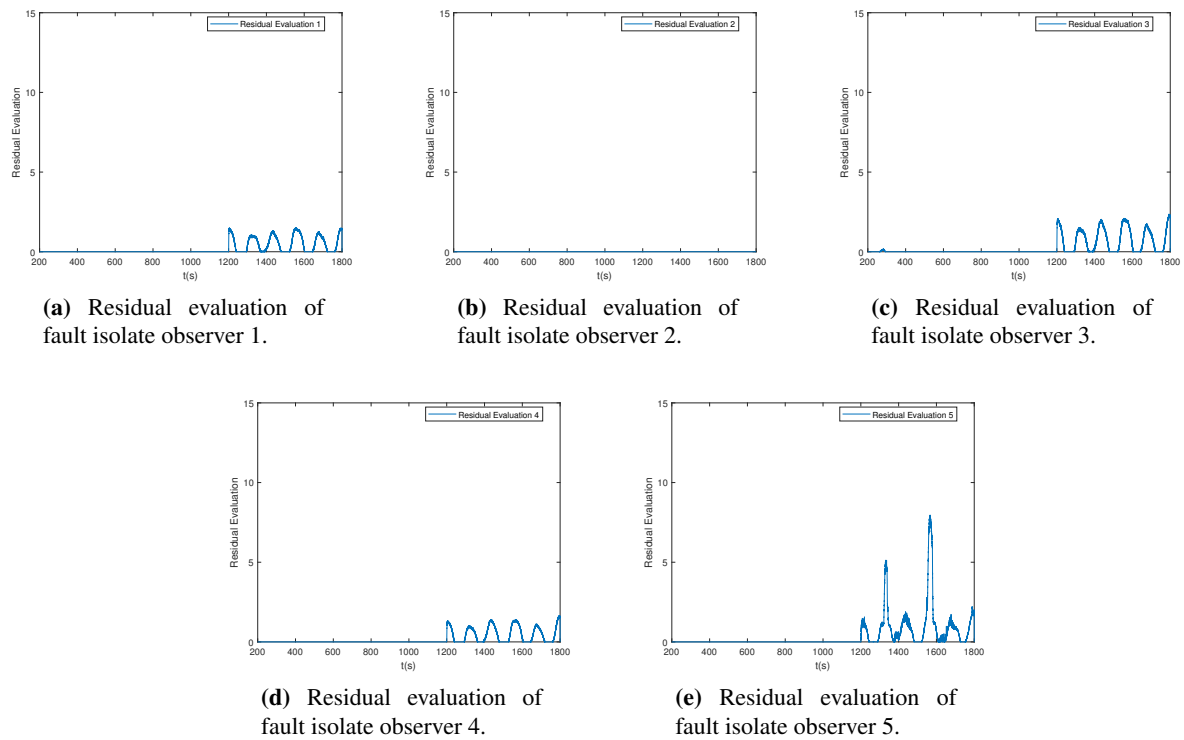 Residual Evaluation 1
15
10
5
0
Residual Evaluation
200 400 600 800 1000 1200 1400 1600 1800
t(s)
(a) Residual evaluation of
fault isolate observer 1.
Residual Evaluation 2
15
10
5
0
Residual Evaluation
200 400 600 800 1000 1200 1400 1600 1800
t(s)
(b) Residual evaluation of
fault isolate observer 2.
Residual Evaluation 3
15
10
5
0
Residual Evaluation
200 400 600 800 1000 1200 1400 1600 1800
t(s)
(c) Residual evaluation of
fault isolate observer 3.
Residual Evaluation 4
15
10
5
0
Residual Evaluation
200 400 600 800 1000 1200 1400 1600 1800
t(s)
(d) Residual evaluation of
fault isolate observer 4.
Residual Evaluation 5
15
10
5
0
Residual Evaluation
200 400 600 800 1000 1200 1400 1600 1800
t(s)
(e) Residual evaluation of
fault isolate observer 5.